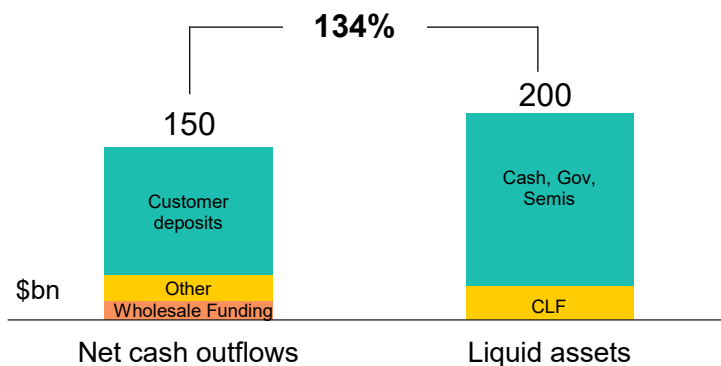 134%
150
200
Customer
deposits
Cash, Gov,
Semis
$bn
Other
Wholesale Funding
CLF
Net cash outflows
Liquid assets